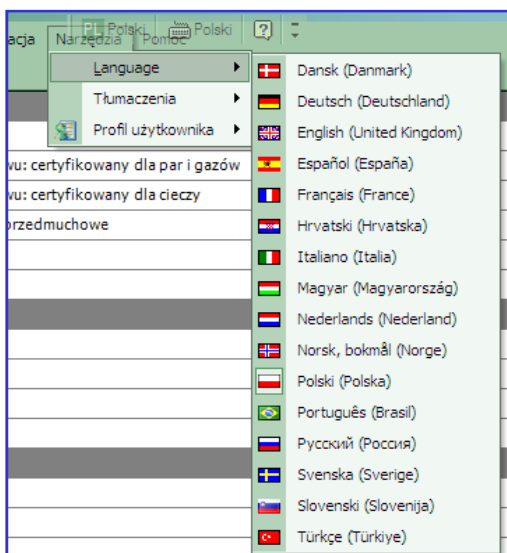 PL Polski Polski
acja Narzędzia Pomoc
Language
Tłumaczenia
Profil użytkownika
wu: certyfikowany dla par i gazów
wu: certyfikowany dla cieczy
przedmuchowe
Dansk (Danmark)
Deutsch (Deutschland)
English (United Kingdom)
Español (España)
Français (France)
Hrvatski (Hrvatska)
Italiano (Italia)
Magyar (Magyarország)
Nederlands (Nederland)
Norsk, bokmål (Norge)
Polski (Polska)
Português (Brasil)
Русский (Россия)
Svenska (Sverige)
Slovenski (Slovenija)
Türkçe (Türkiye)